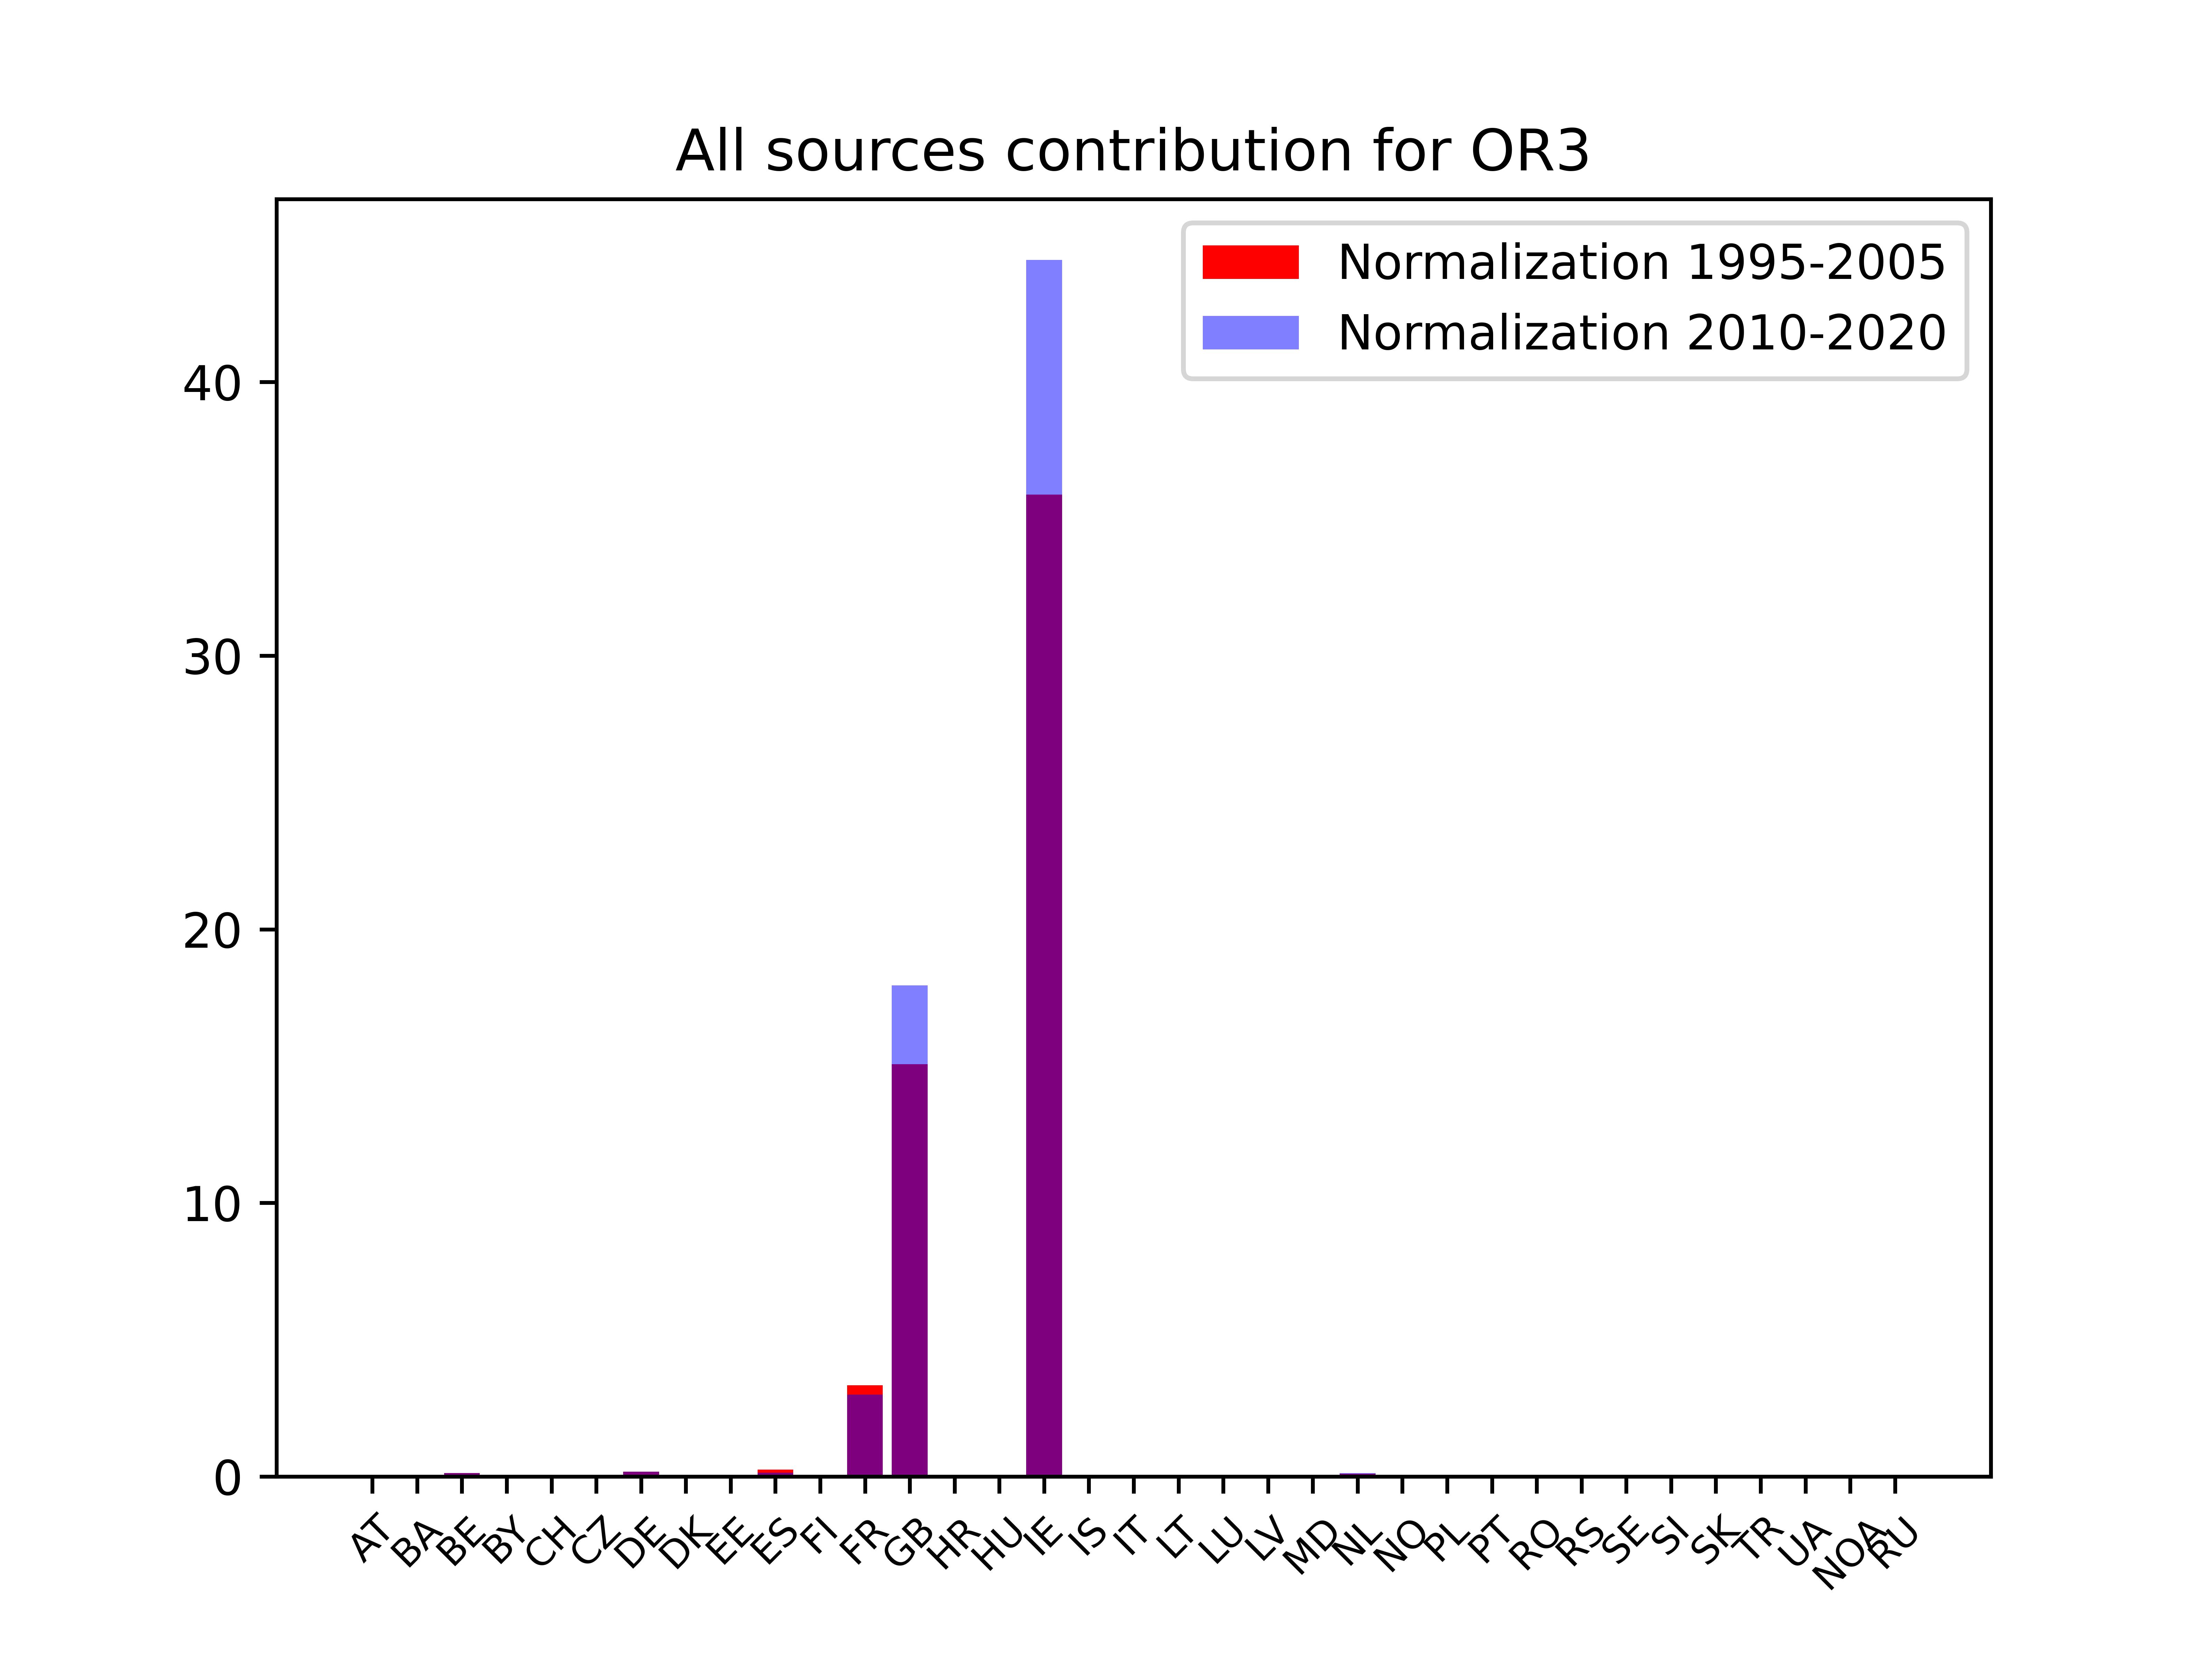 All sources contribution for OR3
Normalization 1995-2005
Normalization 2010-2020
40
30
20
10
0
AT
BA
BE
BY
CH
CZ
DE
DK
EE
ES
FI
FR
GB
HR
HU
IE
IS
IT
LT
LU
LV
MD
NL
NO
PL
PT
RO
RS
SE
SI
SK
TR
UA
NOA
RU